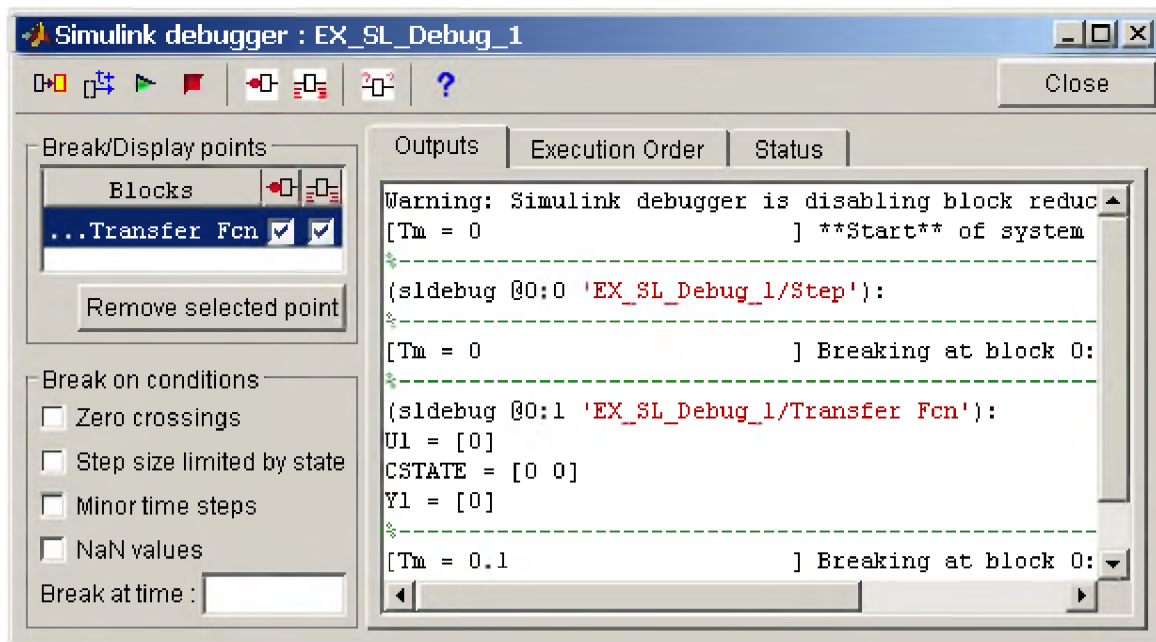 Simulink debugger : EX_SL_Debug_1
Close
Break/Display points
Blocks
...Transfer Fcn
Remove selected point
Break on conditions
Zero crossings
Step size limited by state
Minor time steps
NaN values
Break at time :
Outputs
Execution Order
Status
Warning: Simulink debugger is disabling block reduc
[Tm = 0 ] **Start** of system
%----------------------------------------------------
(sldebug @0:0 'EX_SL_Debug_1/Step'):
%----------------------------------------------------
[Tm = 0 ] Breaking at block 0:
%----------------------------------------------------
(sldebug @0:1 'EX_SL_Debug_1/Transfer Fcn'):
U1 = [0]
CSTATE = [0 0]
Y1 = [0]
%----------------------------------------------------
[Tm = 0.1 ] Breaking at block 0: